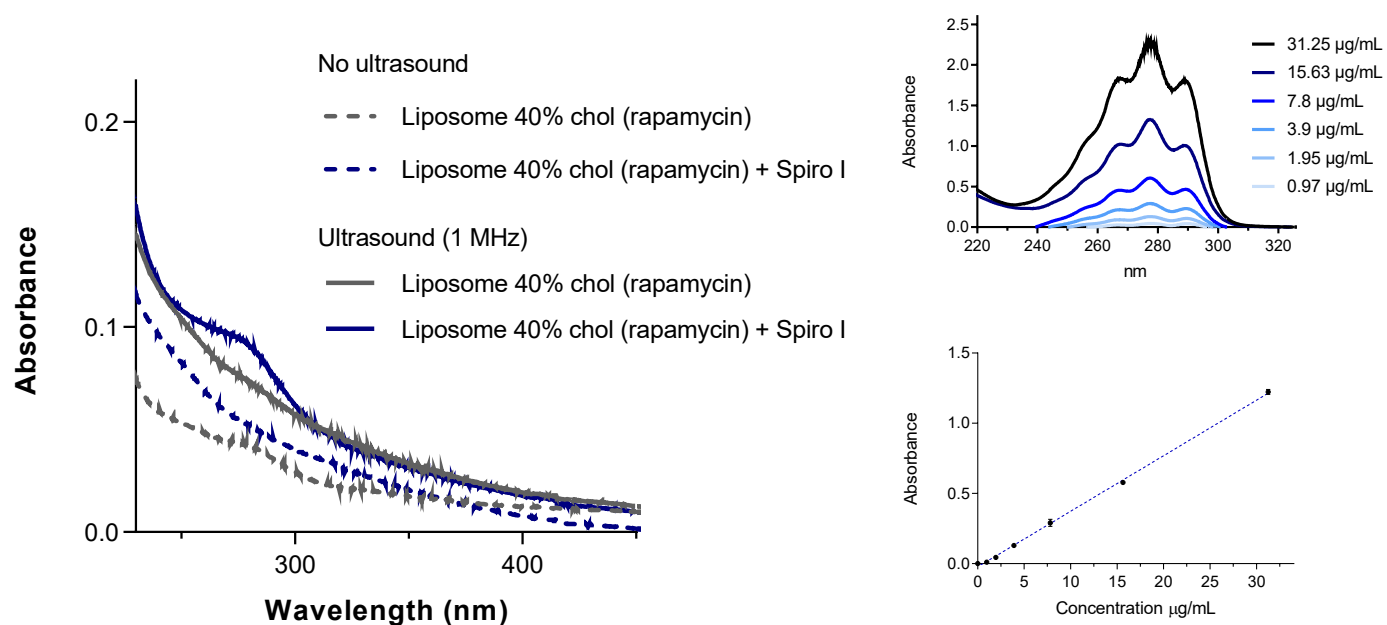 No ultrasound
Liposome 40% chol (rapamycin)
Liposome 40% chol (rapamycin) + Spiro I
Ultrasound (1 MHz)
Liposome 40% chol (rapamycin)
Liposome 40% chol (rapamycin) + Spiro I
Absorbance
0.2
0.1
0.0
300
400
Wavelength (nm)
Absorbance
2.5
2.0
1.5
1.0
0.5
0.0
220
240
260
280
300
320
nm
31.25 µg/mL
15.63 µg/mL
7.8 µg/mL
3.9 µg/mL
1.95 µg/mL
0.97 µg/mL
Absorbance
1.5
1.0
0.5
0.0
0
5
10
15
20
25
30
Concentration µg/mL